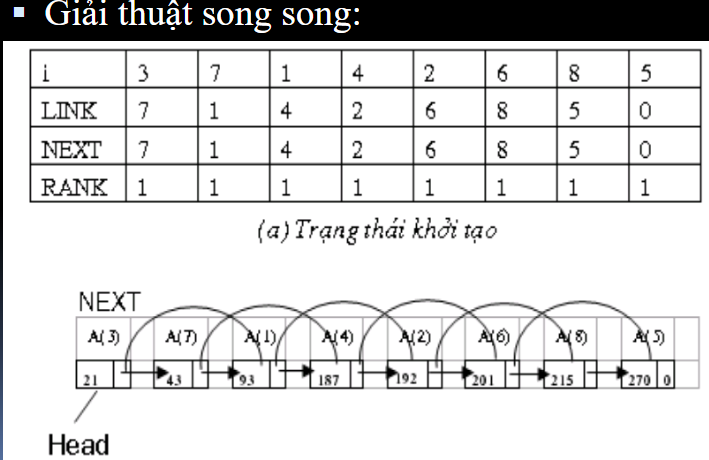 ▪ Giải thuật song song:
i 3 7 1 4 2 6 8 5
LINK 7 1 4 2 6 8 5 0
NEXT 7 1 4 2 6 8 5 0
RANK 1 1 1 1 1 1 1 1
(a) Trạng thái khởi tạo
NEXT
A(3) A(7) A(1) A(4) A(2) A(6) A(8) A(5)
21 43 93 187 192 201 215 270 0
Head